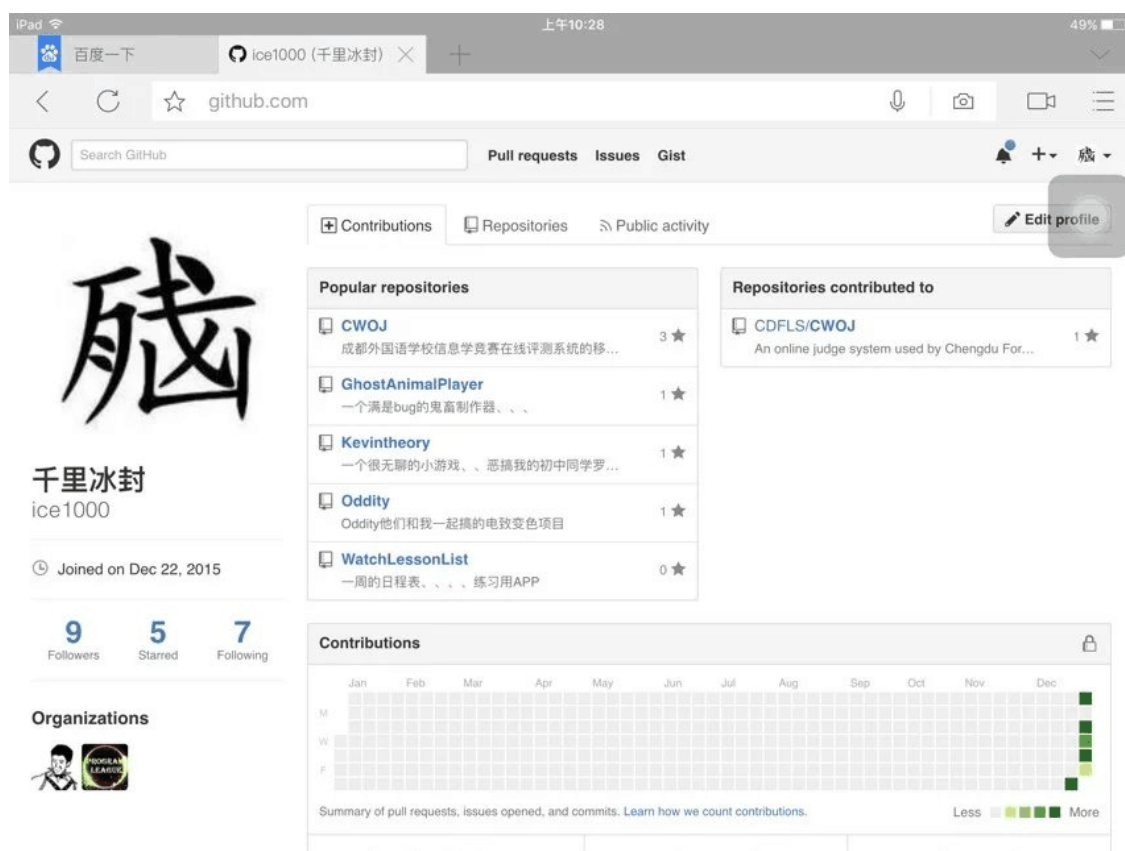 iPad 上午10:28 49%
百度一下 ice1000 (千里冰封)
github.com
Search GitHub Pull requests Issues Gist
Contributions Repositories Public activity Edit profile
Popular repositories
CWOJ
3
成都外国语学校信息学竞赛在线评测系统的移...
GhostAnimalPlayer
1
一个满是bug的鬼畜制作器、、、
Kevintheory
1
一个很无聊的小游戏、、恶搞我的初中同学罗...
Oddity
1
Oddity他们和我一起搞的电致变色项目
WatchLessonList
0
一周的日程表、、、、练习用APP
Repositories contributed to
CDFLS/CWOJ
1
An online judge system used by Chengdu For...
千里冰封
ice1000
Joined on Dec 22, 2015
9 5 7
Followers Starred Following
Organizations
PROGRAM
LEAGUE
Contributions
Jan Feb Mar Apr May Jun Jul Aug Sep Oct Nov Dec
M
W
F
Summary of pull requests, issues opened, and commits. Learn how we count contributions.
Less More